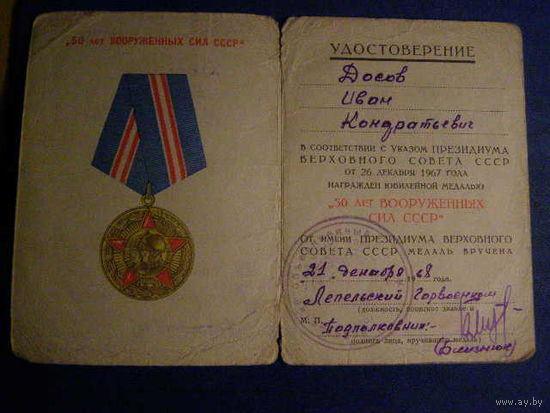 „50 лет ВООРУЖЕННЫХ СИЛ СССР"
УДОСТОВЕРЕНИЕ
Досов
Иван
Кондратьевич
В СООТВЕТСТВИИ С УКАЗОМ ПРЕЗИДИУМА
ВЕРХОВНОГО СОВЕТА СССР
ОТ 26 ДЕКАБРЯ 1967 ГОДА
НАГРАЖДЕН ЮБИЛЕЙНОЙ МЕДАЛЬЮ
„50 ЛЕТ ВООРУЖЕННЫХ
СИЛ СССР"
ОТ ИМЕНИ ПРЕЗИДИУМА ВЕРХОВНОГО
СОВЕТА СССР МЕДАЛЬ ВРУЧЕНА
21 декабря 1968 года.
Лепельский Горвоенком
(должность, воинское звание и
М. П. Подполковник:-
подпись лица, вручившего медаль)
www.ay.by